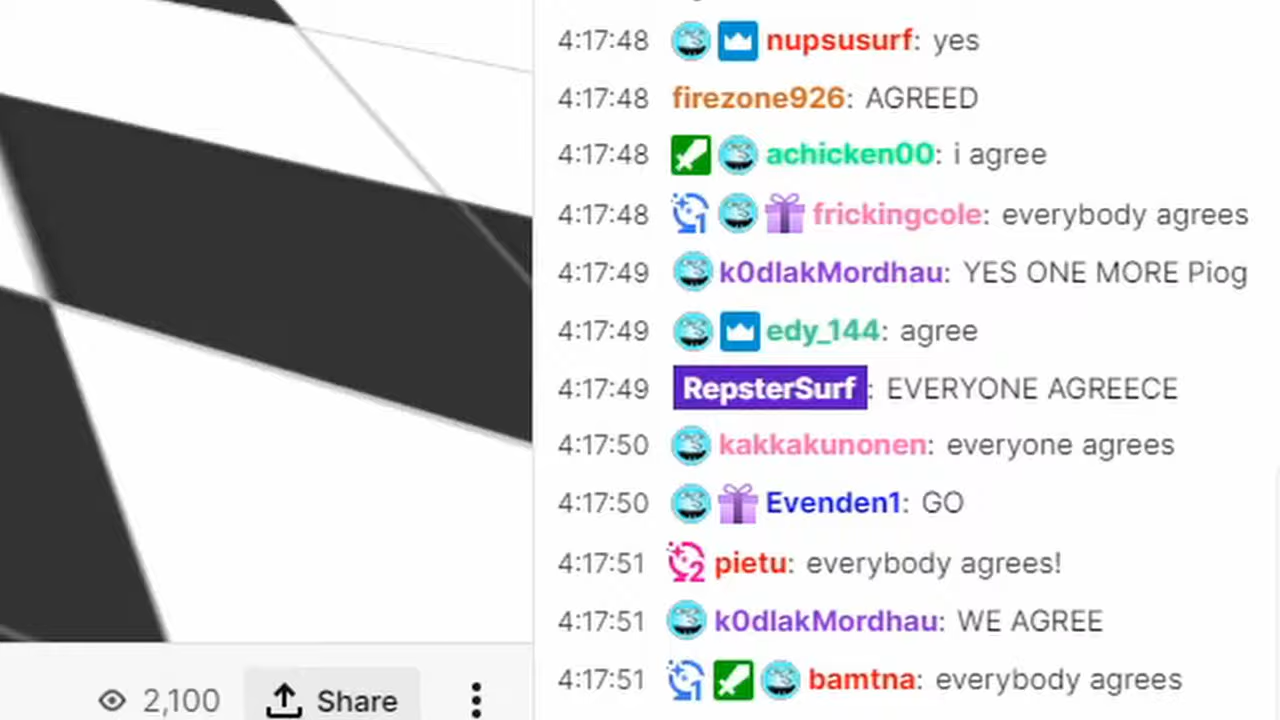 4:17:48 nupsusurf: yes
4:17:48 firezone926: AGREED
4:17:48 achicken00: i agree
4:17:48 1 frickingcole: everybody agrees
4:17:49 k0dlakMordhau: YES ONE MORE Piog
4:17:49 edy_144: agree
4:17:49 RepsterSurf: EVERYONE AGREECE
4:17:50 kakkakunonen: everyone agrees
4:17:50 Evenden1: GO
4:17:51 2 pietu: everybody agrees!
4:17:51 k0dlakMordhau: WE AGREE
4:17:51 1 bamtna: everybody agrees
2,100 Share